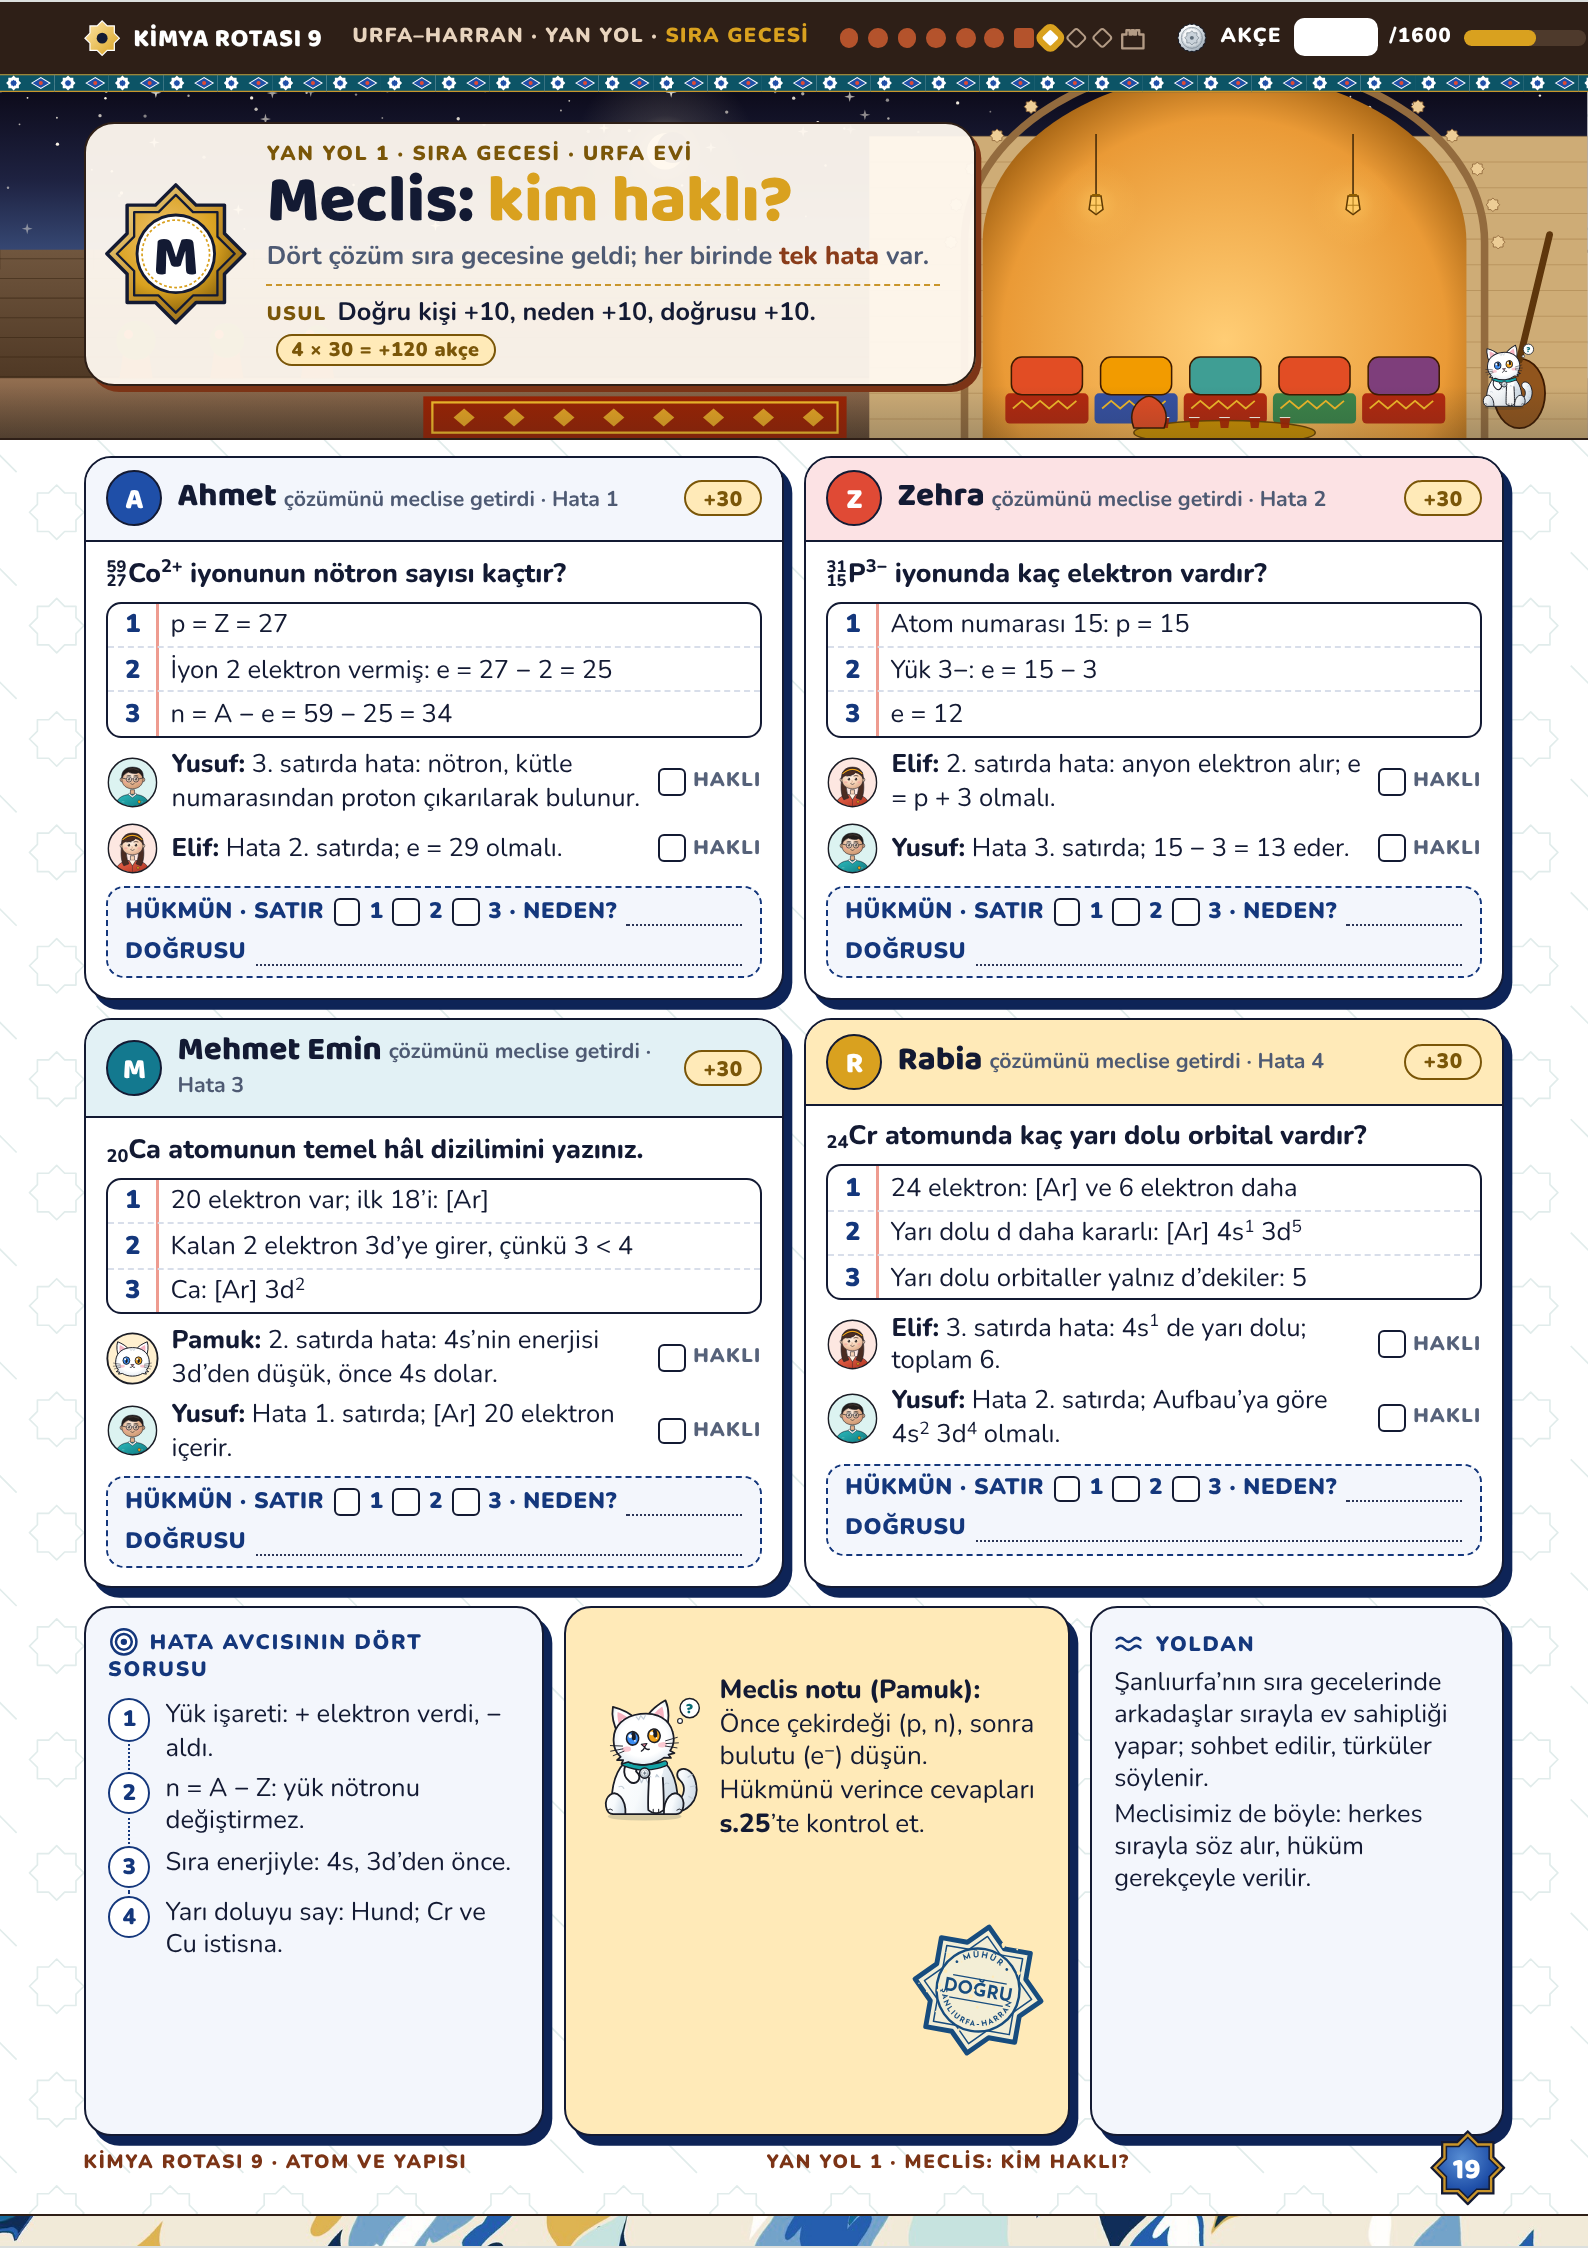 KİMYA ROTASI 9
URFA–HARRAN · YAN YOL · SIRA GECESİ
AKÇE /1600
YAN YOL 1 · SIRA GECESİ · URFA EVİ
M
Meclis: kim haklı?
Dört çözüm sıra gecesine geldi; her birinde tek hata var.
USUL Doğru kişi +10, neden +10, doğrusu +10.
4 × 30 = +120 akçe
?
A Ahmet çözümünü meclise getirdi · Hata 1 +30
⁵⁹₂₇Co²⁺ iyonunun nötron sayısı kaçtır?
1 p = Z = 27
2 İyon 2 elektron vermiş: e = 27 − 2 = 25
3 n = A − e = 59 − 25 = 34
Yusuf: 3. satırda hata: nötron, kütle
numarasından proton çıkarılarak bulunur.
HAKLI
Elif: Hata 2. satırda; e = 29 olmalı.
HAKLI
HÜKMÜN · SATIR 1 2 3 · NEDEN?
DOĞRUSU
Z Zehra çözümünü meclise getirdi · Hata 2 +30
³¹₁₅P³⁻ iyonunda kaç elektron vardır?
1 Atom numarası 15: p = 15
2 Yük 3−: e = 15 − 3
3 e = 12
Elif: 2. satırda hata: anyon elektron alır; e
= p + 3 olmalı.
HAKLI
Yusuf: Hata 3. satırda; 15 − 3 = 13 eder.
HAKLI
HÜKMÜN · SATIR 1 2 3 · NEDEN?
DOĞRUSU
M Mehmet Emin çözümünü meclise getirdi ·
Hata 3
+30
₂₀Ca atomunun temel hâl dizilimini yazınız.
1 20 elektron var; ilk 18’i: [Ar]
2 Kalan 2 elektron 3d’ye girer, çünkü 3 < 4
3 Ca: [Ar] 3d²
Pamuk: 2. satırda hata: 4s’nin enerjisi
3d’den düşük, önce 4s dolar.
HAKLI
Yusuf: Hata 1. satırda; [Ar] 20 elektron
içerir.
HAKLI
HÜKMÜN · SATIR 1 2 3 · NEDEN?
DOĞRUSU
R Rabia çözümünü meclise getirdi · Hata 4 +30
₂₄Cr atomunda kaç yarı dolu orbital vardır?
1 24 elektron: [Ar] ve 6 elektron daha
2 Yarı dolu d daha kararlı: [Ar] 4s¹ 3d⁵
3 Yarı dolu orbitaller yalnız d’dekiler: 5
Elif: 3. satırda hata: 4s¹ de yarı dolu;
toplam 6.
HAKLI
Yusuf: Hata 2. satırda; Aufbau’ya göre
4s² 3d⁴ olmalı.
HAKLI
HÜKMÜN · SATIR 1 2 3 · NEDEN?
DOĞRUSU
HATA AVCISININ DÖRT
SORUSU
1 Yük işareti: + elektron verdi, −
aldı.
2 n = A − Z: yük nötronu
değiştirmez.
3 Sıra enerjiyle: 4s, 3d’den önce.
4 Yarı doluyu say: Hund; Cr ve
Cu istisna.
?
Meclis notu (Pamuk):
Önce çekirdeği (p, n), sonra
bulutu (e⁻) düşün.
Hükmünü verince cevapları
s.25’te kontrol et.
• MÜHÜR •
DOĞRU
ŞANLIURFA-HARRAN
YOLDAN
Şanlıurfa’nın sıra gecelerinde
arkadaşlar sırayla ev sahipliği
yapar; sohbet edilir, türküler
söylenir.
Meclisimiz de böyle: herkes
sırayla söz alır, hüküm
gerekçeyle verilir.
KİMYA ROTASI 9 · ATOM VE YAPISI
YAN YOL 1 · MECLİS: KİM HAKLI?
19